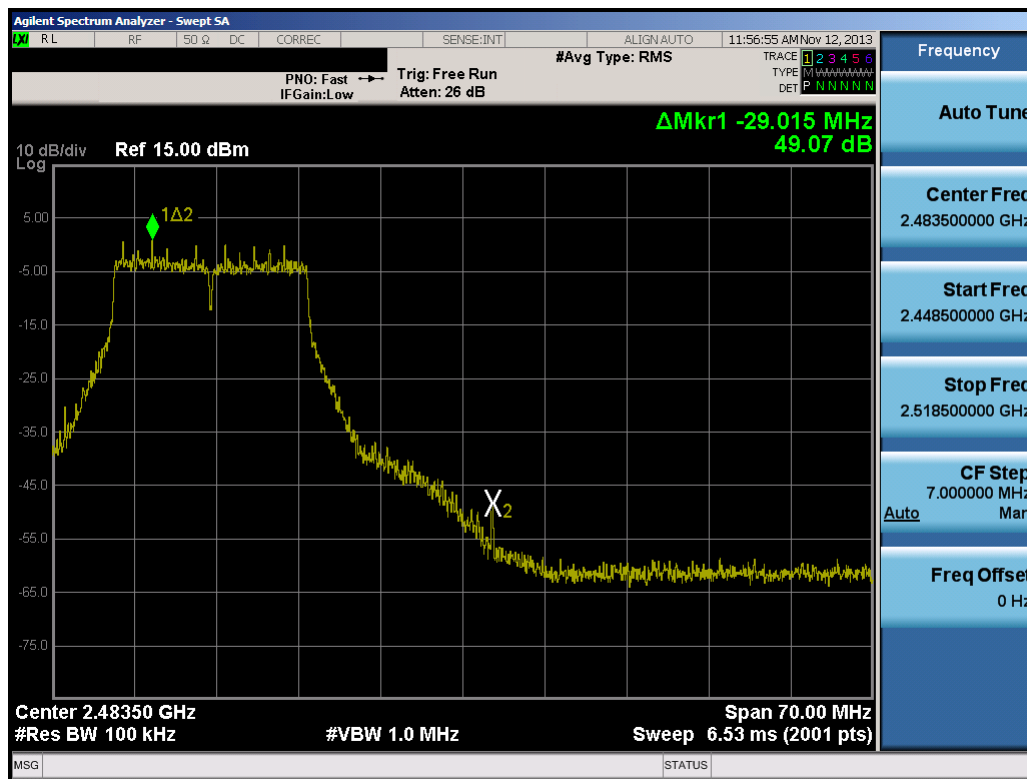 Agilent Spectrum Analyzer - Swept SA
LXI RL RF 50 Ω DC CORREC SENSE:INT ALIGN AUTO 11:56:55 AM Nov 12, 2013
PNO: Fast Trig: Free Run #Avg Type: RMS TRACE 1 2 3 4 5 6
TYPE M W W W W W
IFGain:Low Atten: 26 dB DET P N N N N N
ΔMkr1 -29.015 MHz
49.07 dB
10 dB/div Ref 15.00 dBm
Log
1Δ2
5.00
-5.00
-15.0
-25.0
-35.0
-45.0
X2
-55.0
-65.0
-75.0
Center 2.48350 GHz Span 70.00 MHz
#Res BW 100 kHz #VBW 1.0 MHz Sweep 6.53 ms (2001 pts)
MSG STATUS
Frequency
Auto Tune
Center Freq
2.483500000 GHz
Start Freq
2.448500000 GHz
Stop Freq
2.518500000 GHz
CF Step
7.000000 MHz
Auto Man
Freq Offset
0 Hz